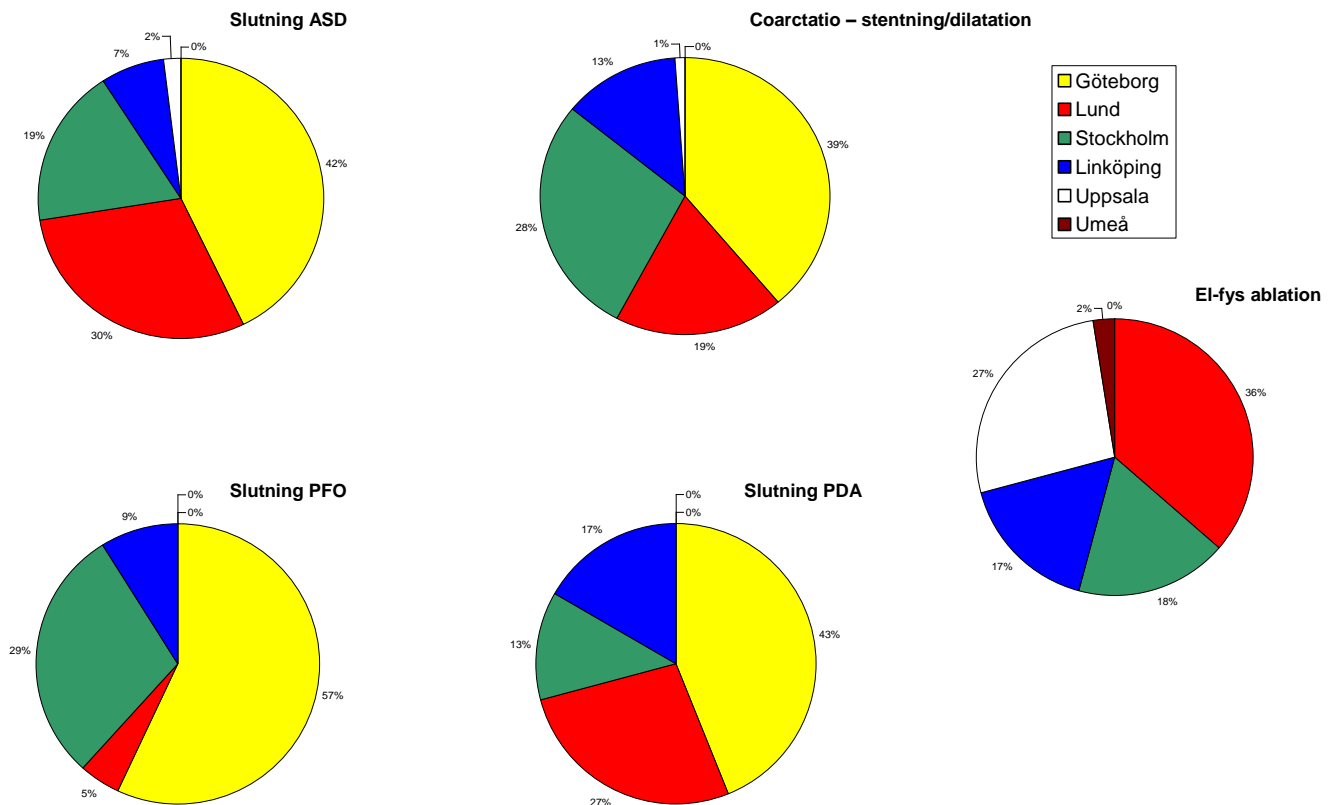 Slutning ASD
2%
0%
7%
19%
42%
30%
Coarctatio – stentning/dilatation
1%
0%
13%
39%
28%
19%
Göteborg
Lund
Stockholm
Linköping
Uppsala
Umeå
El-fys ablation
2%
0%
27%
36%
17%
18%
Slutning PFO
0%
0%
9%
29%
57%
5%
Slutning PDA
0%
0%
17%
43%
13%
27%